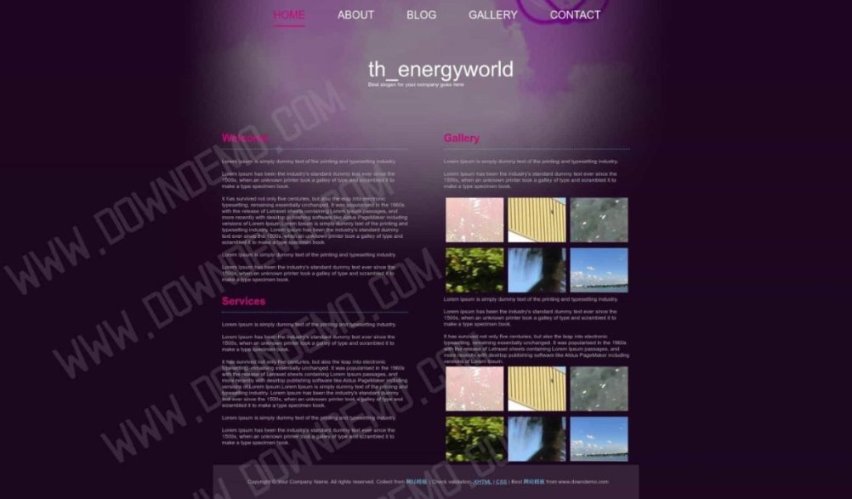 HOME ABOUT BLOG GALLERY CONTACT
th_energyworld
Best slogan for your company goes here
Welcome
Lorem Ipsum is simply dummy text of the printing and typesetting industry.
Lorem Ipsum has been the industry's standard dummy text ever since the
1500s, when an unknown printer took a galley of type and scrambled it to
make a type specimen book.
It has survived not only five centuries, but also the leap into electronic
typesetting, remaining essentially unchanged. It was popularised in the 1960s
with the release of Letraset sheets containing Lorem Ipsum passages, and
more recently with desktop publishing software like Aldus PageMaker including
versions of Lorem Ipsum.Lorem Ipsum is simply dummy text of the printing and
typesetting industry. Lorem Ipsum has been the industry's standard dummy
text ever since the 1500s, when an unknown printer took a galley of type and
scrambled it to make a type specimen book.
Lorem Ipsum is simply dummy text of the printing and typesetting industry.
Lorem Ipsum has been the industry's standard dummy text ever since the
1500s, when an unknown printer took a galley of type and scrambled it to
make a type specimen book.
Services
Lorem Ipsum is simply dummy text of the printing and typesetting industry.
Lorem Ipsum has been the industry's standard dummy text ever since the
1500s, when an unknown printer took a galley of type and scrambled it to
make a type specimen book.
It has survived not only five centuries, but also the leap into electronic
typesetting, remaining essentially unchanged. It was popularised in the 1960s
with the release of Letraset sheets containing Lorem Ipsum passages, and
more recently with desktop publishing software like Aldus PageMaker including
versions of Lorem Ipsum.Lorem Ipsum is simply dummy text of the printing and
typesetting industry. Lorem Ipsum has been the industry's standard dummy
text ever since the 1500s, when an unknown printer took a galley of type and
scrambled it to make a type specimen book.
Lorem Ipsum is simply dummy text of the printing and typesetting industry.
Lorem Ipsum has been the industry's standard dummy text ever since the
1500s, when an unknown printer took a galley of type and scrambled it to
make a type specimen book.
Gallery
Lorem Ipsum is simply dummy text of the printing and typesetting industry.
Lorem Ipsum has been the industry's standard dummy text ever since the
1500s, when an unknown printer took a galley of type and scrambled it to
make a type specimen book.
Lorem Ipsum is simply dummy text of the printing and typesetting industry.
Lorem Ipsum has been the industry's standard dummy text ever since the
1500s, when an unknown printer took a galley of type and scrambled it to
make a type specimen book.
It has survived not only five centuries, but also the leap into electronic
typesetting, remaining essentially unchanged. It was popularised in the 1960s
with the release of Letraset sheets containing Lorem Ipsum passages, and
more recently with desktop publishing software like Aldus PageMaker including
versions of Lorem Ipsum.
Copyright © Your Company Name. All rights reserved. Collect from 网站模板 | Check validation, XHTML | CSS | Best 网站模板 from www.downdemo.com
WWW.DOWNDEMO.COM
WWW.DOWNDEMO.COM
WWW.DOWNDEMO.COM